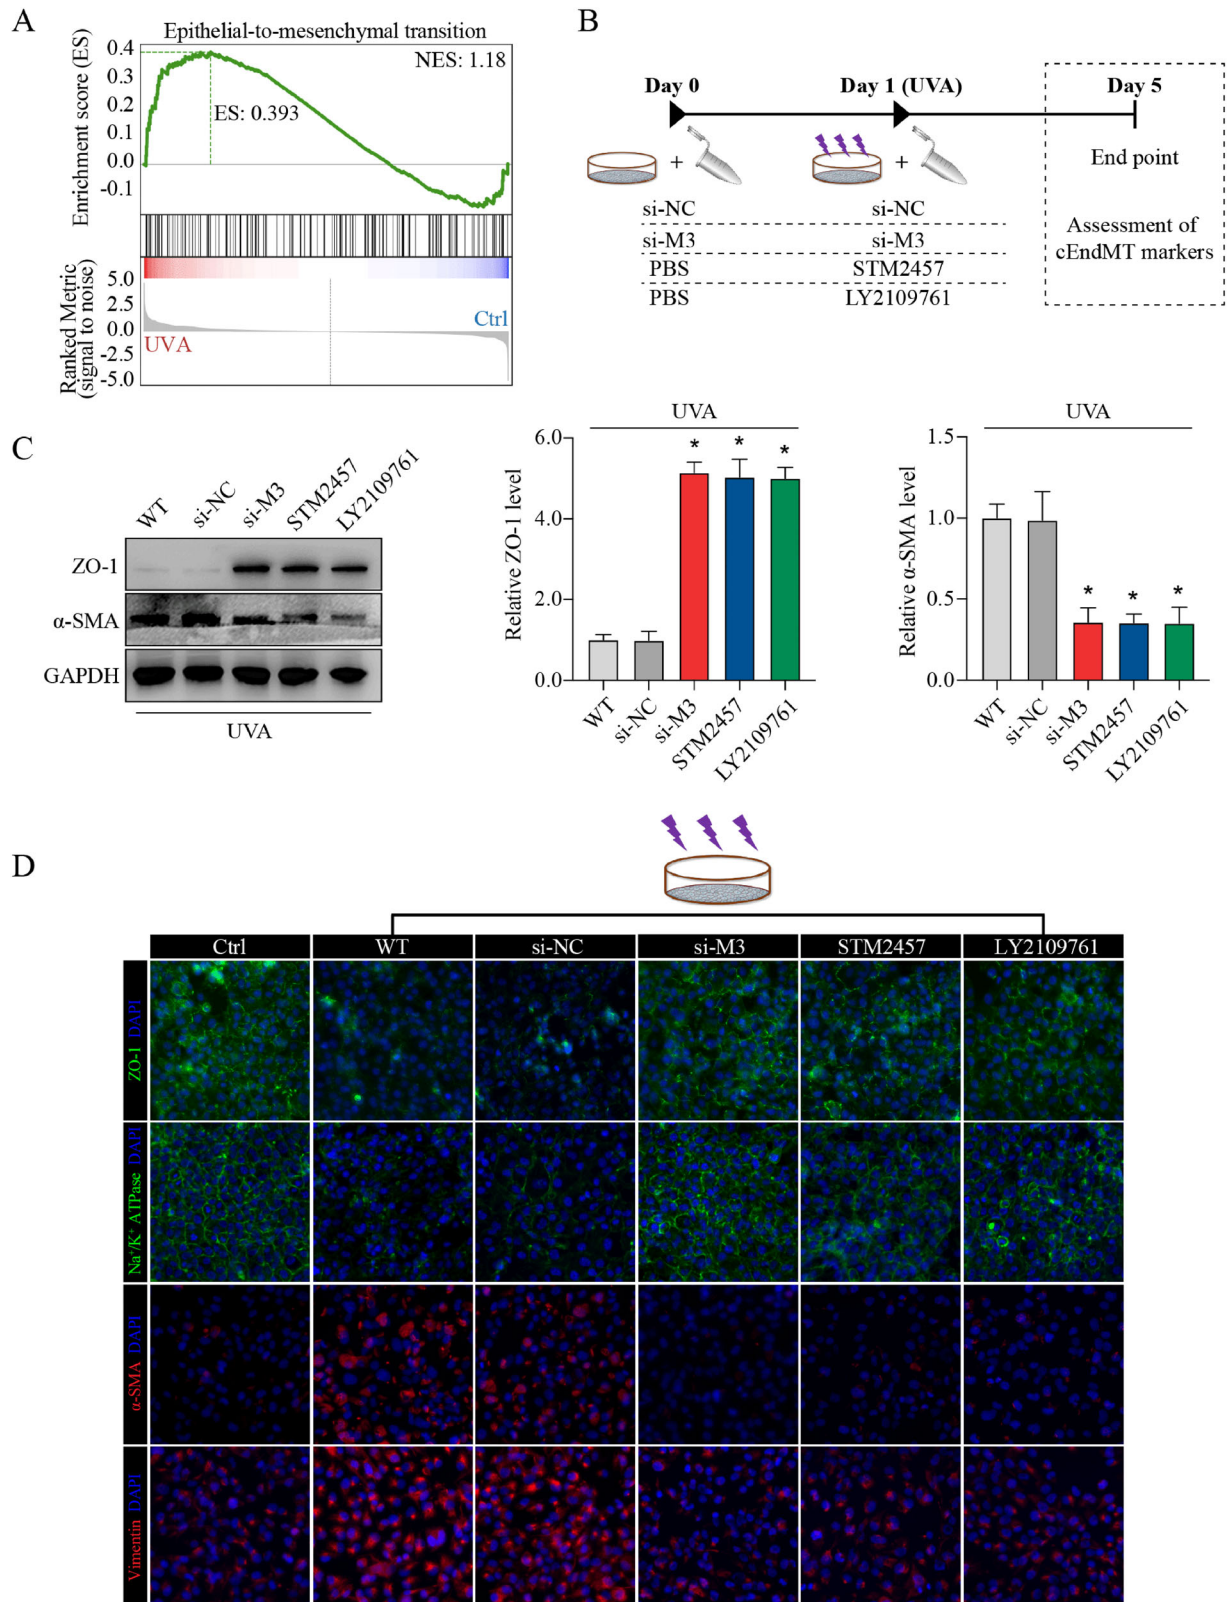 A
Epithelial-to-mesenchymal transition
NES: 1.18
ES: 0.393
Enrichment score (ES)
0.4
0.3
0.2
0.1
0.0
-0.1
Ranked Metric
(signal to noise)
5.0
2.5
0.0
-2.5
-5.0
UVA
Ctrl
B
Day 0
Day 1 (UVA)
Day 5
+
+
End point
si-NC
si-NC
si-M3
si-M3
PBS
STM2457
PBS
LY2109761
Assessment of
cEndMT markers
C
WT
si-NC
si-M3
STM2457
LY2109761
ZO-1
α-SMA
GAPDH
UVA
UVA
Relative ZO-1 level
6.0
4.0
2.0
0.0
*
*
*
WT
si-NC
si-M3
STM2457
LY2109761
UVA
Relative α-SMA level
1.5
1.0
0.5
0.0
*
*
*
WT
si-NC
si-M3
STM2457
LY2109761
D
Ctrl
WT
si-NC
si-M3
STM2457
LY2109761
ZO-1 DAPI
Na⁺/K⁺ ATPase DAPI
α-SMA DAPI
Vimentin DAPI